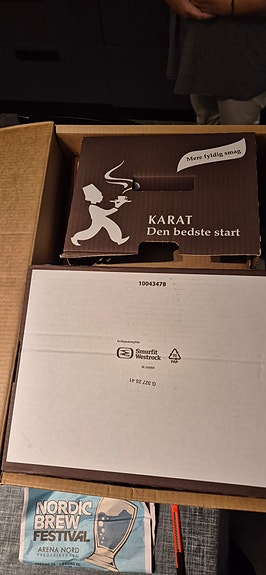 Mere fyldig smag
KARAT
Den bedste start
10043478
Smurfit
Westrock
PAP
NORDIC
BREW
FESTIVAL
ARENA NORD